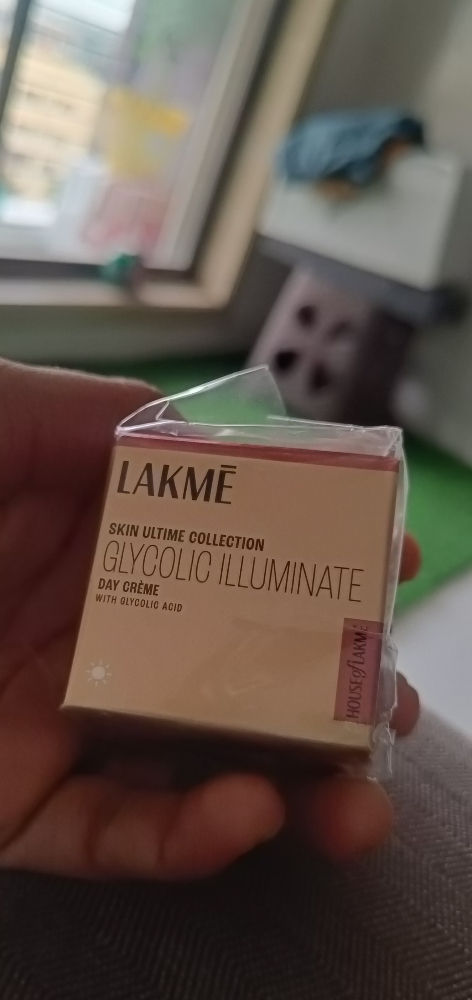 LAKMĒ
SKIN ULTIME COLLECTION
GLYCOLIC ILLUMINATE
DAY CRÈME
WITH GLYCOLIC ACID
HOUSE of LAKMĒ